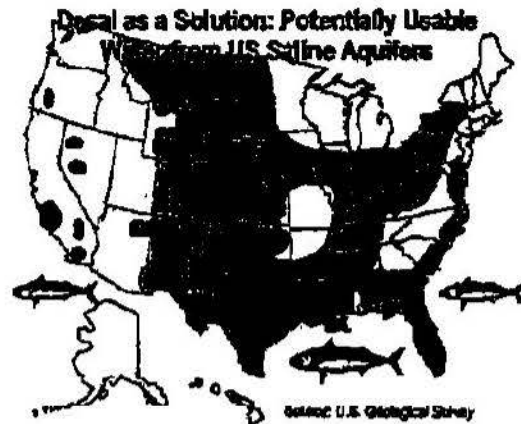 Desal as a Solution: Potentially Usable
Water from US Saline Aquifers
Source: U.S. Geological Survey